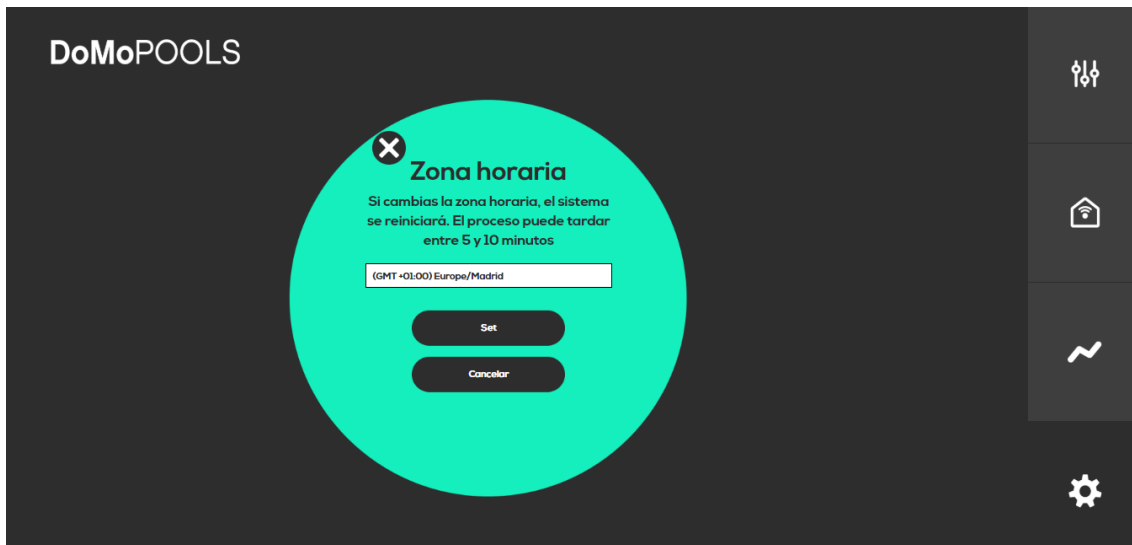 DoMoPOOLS
Zona horaria
Si cambias la zona horaria, el sistema
se reiniciará. El proceso puede tardar
entre 5 y 10 minutos
(GMT +01:00) Europe/Madrid
Set
Cancelar